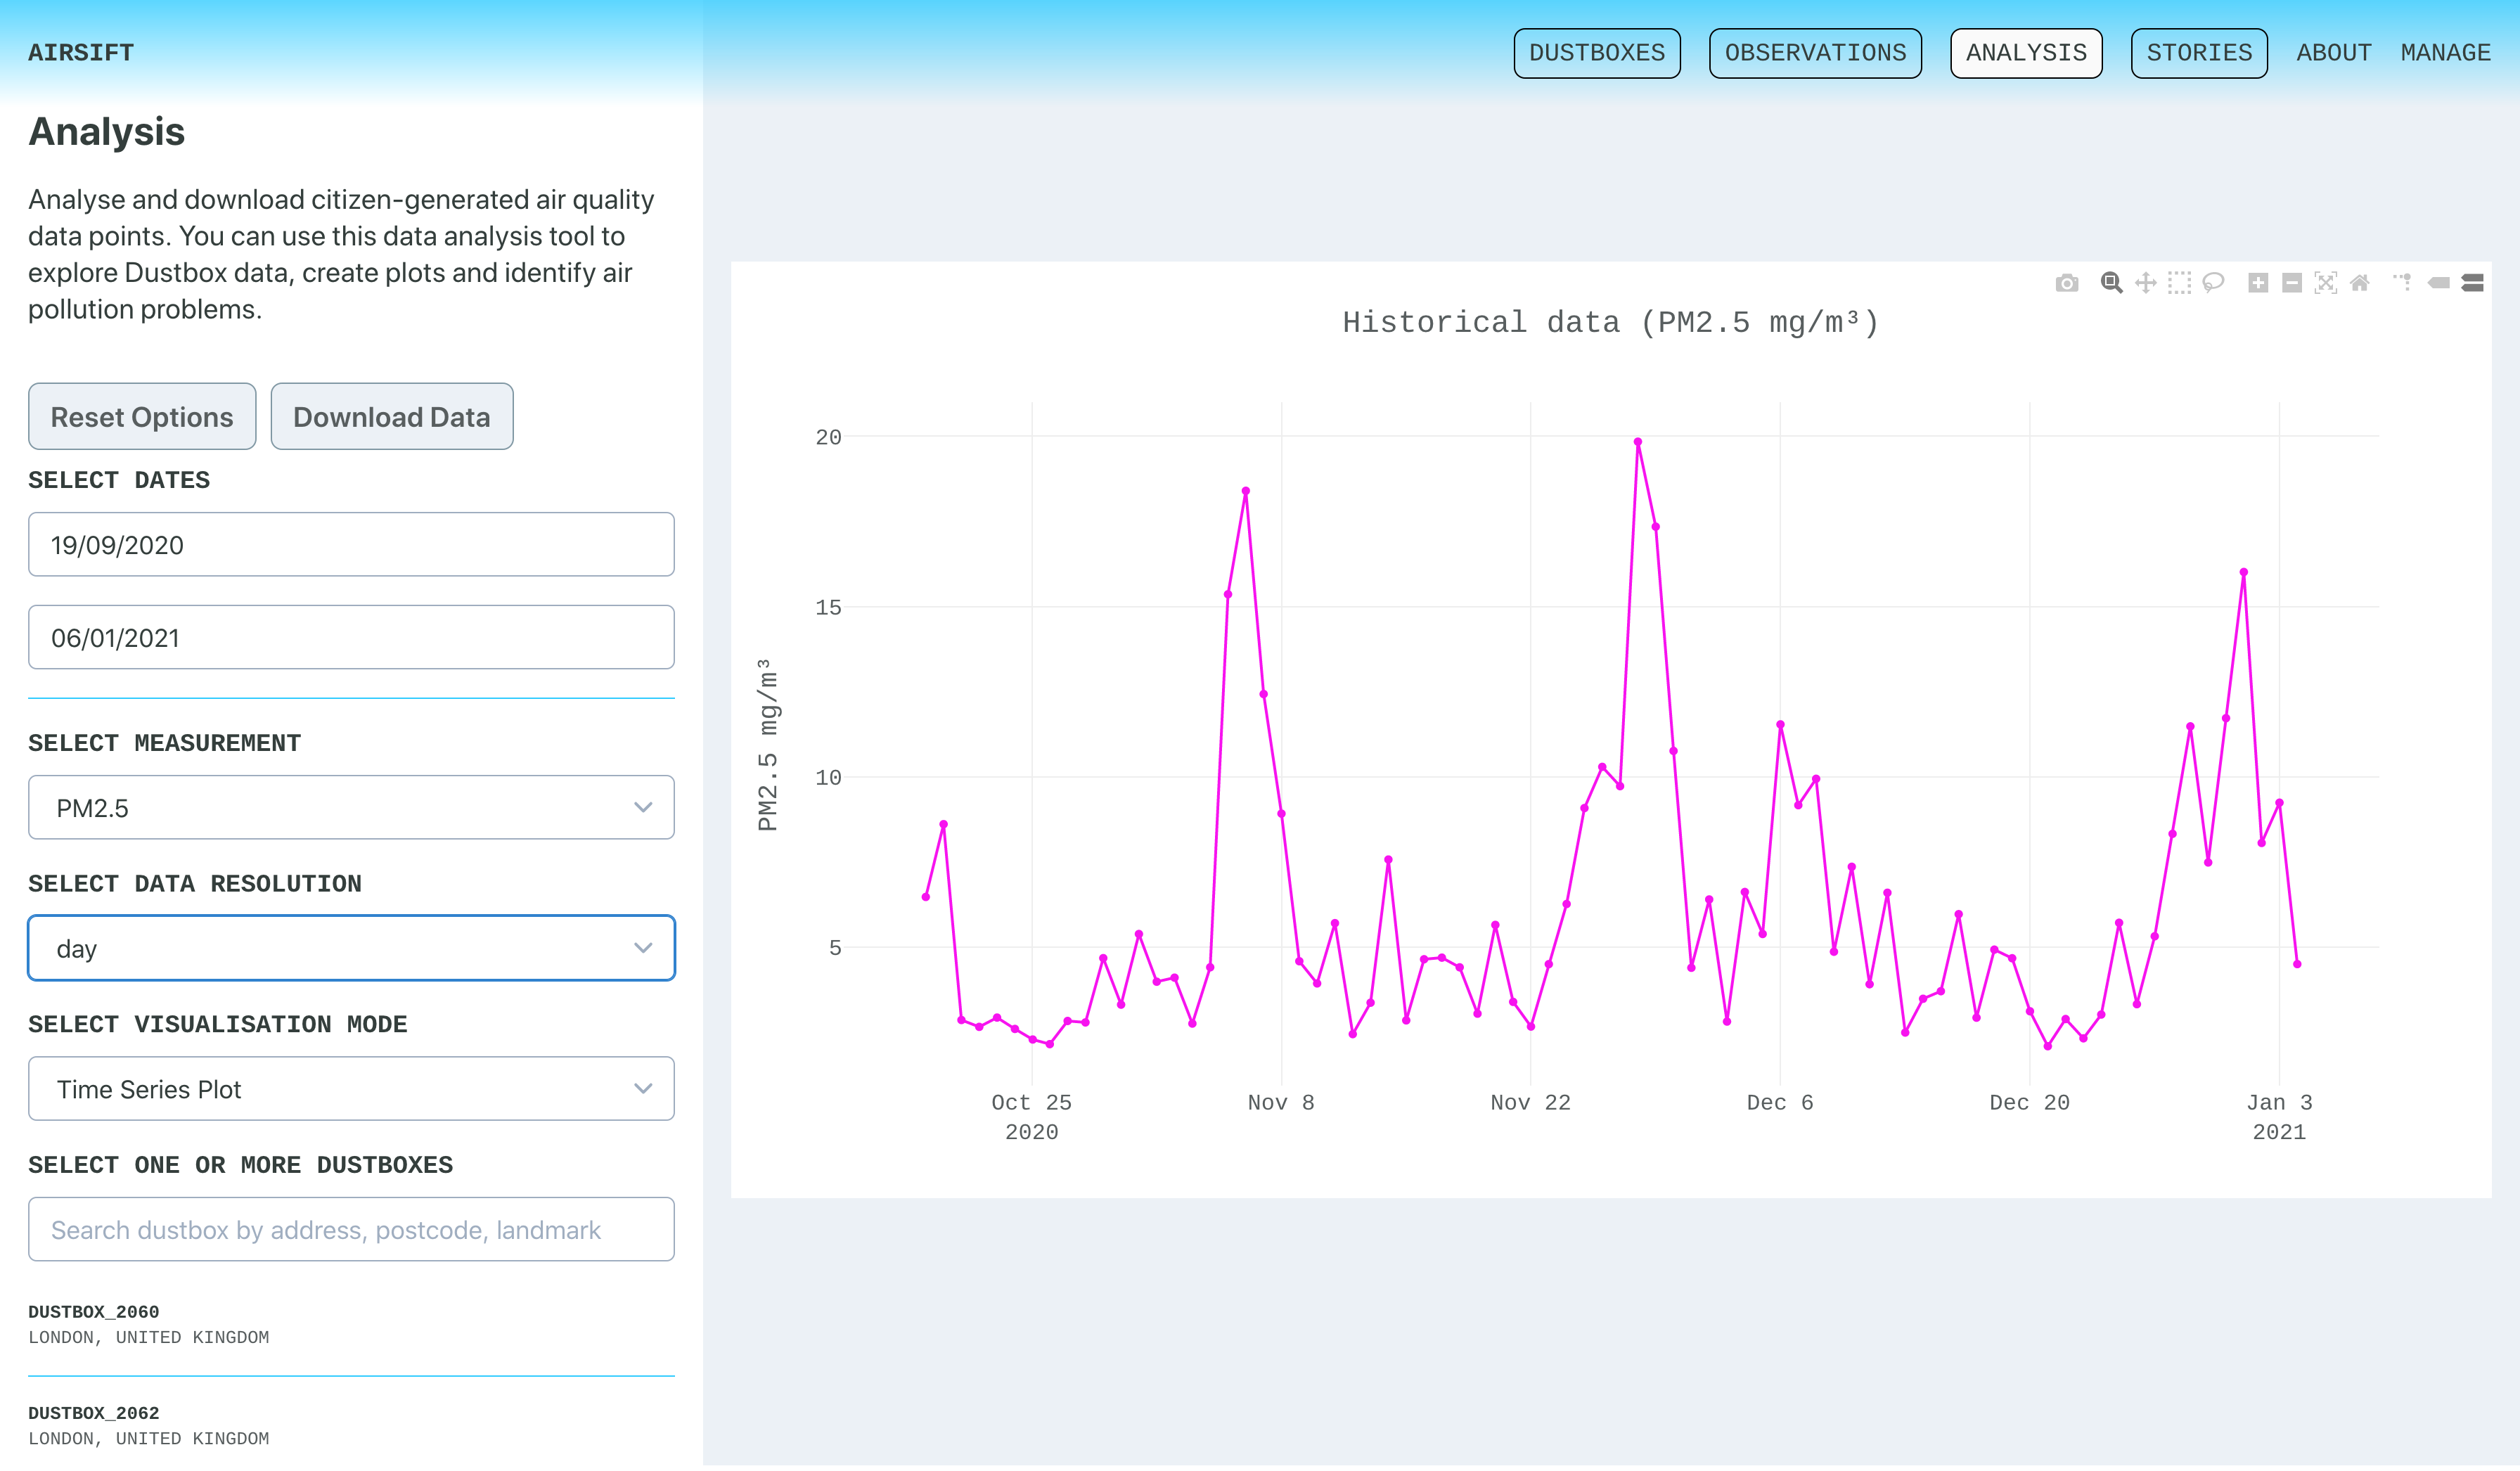 AIRSIFT
DUSTBOXES
OBSERVATIONS
ANALYSIS
STORIES
ABOUT
MANAGE
Analysis
Analyse and download citizen-generated air quality
data points. You can use this data analysis tool to
explore Dustbox data, create plots and identify air
pollution problems.
Reset Options
Download Data
SELECT DATES
19/09/2020
06/01/2021
SELECT MEASUREMENT
PM2.5
SELECT DATA RESOLUTION
day
SELECT VISUALISATION MODE
Time Series Plot
SELECT ONE OR MORE DUSTBOXES
Search dustbox by address, postcode, landmark
DUSTBOX_2060
LONDON, UNITED KINGDOM
DUSTBOX_2062
LONDON, UNITED KINGDOM
Historical data (PM2.5 mg/m³)
PM2.5 mg/m³
20
15
10
5
Oct 25
2020
Nov 8
Nov 22
Dec 6
Dec 20
Jan 3
2021